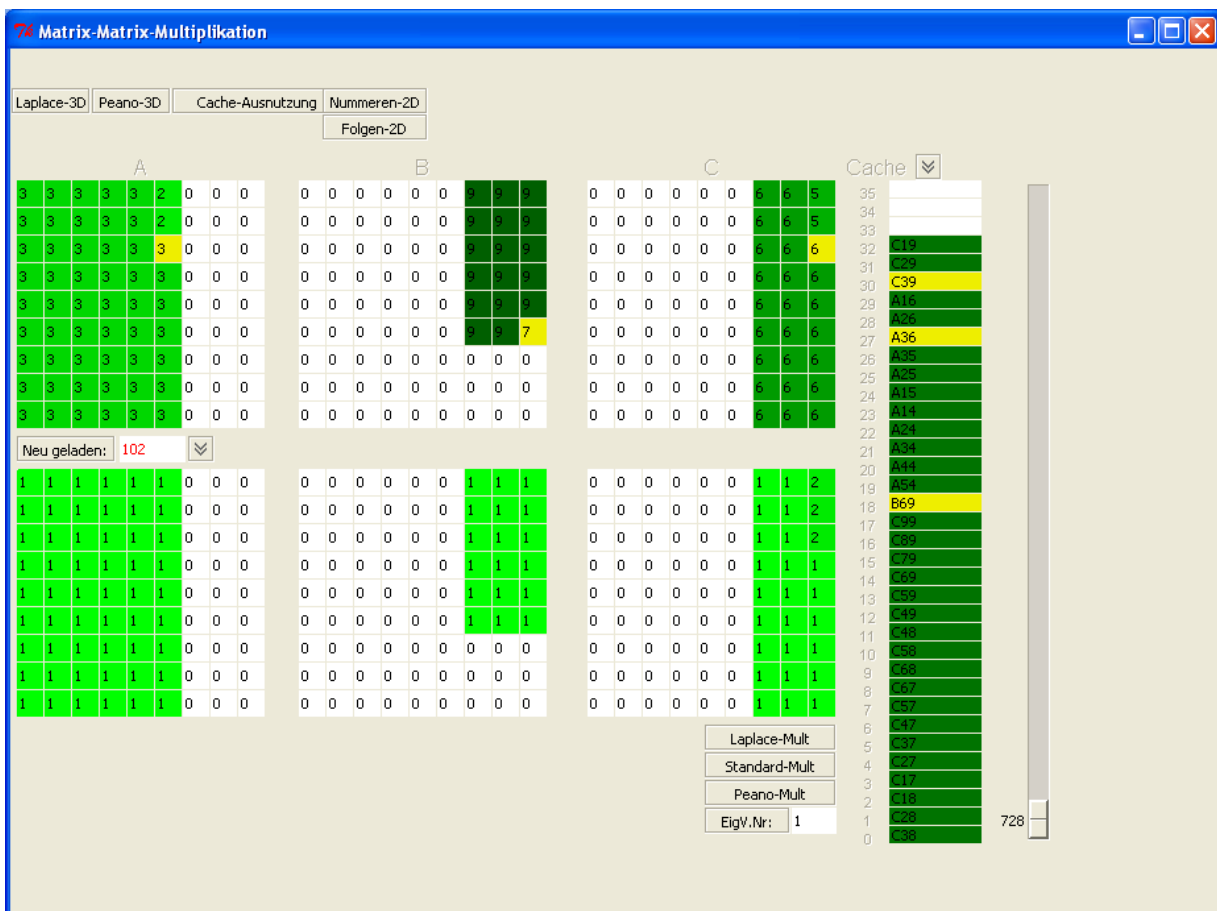 7% Matrix-Matrix-Multiplikation
Laplace-3D Peano-3D Cache-Ausnutzung Nummeren-2D
Folgen-2D
A B C Cache
3 3 3 3 3 2 0 0 0 0 0 0 0 0 0 9 9 9 0 0 0 0 0 0 6 6 5
3 3 3 3 3 2 0 0 0 0 0 0 0 0 0 9 9 9 0 0 0 0 0 0 6 6 5
3 3 3 3 3 3 0 0 0 0 0 0 0 0 0 9 9 9 0 0 0 0 0 0 6 6 6
3 3 3 3 3 3 0 0 0 0 0 0 0 0 0 9 9 9 0 0 0 0 0 0 6 6 6
3 3 3 3 3 3 0 0 0 0 0 0 0 0 0 9 9 9 0 0 0 0 0 0 6 6 6
3 3 3 3 3 3 0 0 0 0 0 0 0 0 0 9 9 7 0 0 0 0 0 0 6 6 6
3 3 3 3 3 3 0 0 0 0 0 0 0 0 0 0 0 0 0 0 0 0 0 0 6 6 6
3 3 3 3 3 3 0 0 0 0 0 0 0 0 0 0 0 0 0 0 0 0 0 0 6 6 6
3 3 3 3 3 3 0 0 0 0 0 0 0 0 0 0 0 0 0 0 0 0 0 0 6 6 6
Neu geladen: 102
1 1 1 1 1 1 0 0 0 0 0 0 0 0 0 1 1 1 0 0 0 0 0 0 1 1 2
1 1 1 1 1 1 0 0 0 0 0 0 0 0 0 1 1 1 0 0 0 0 0 0 1 1 2
1 1 1 1 1 1 0 0 0 0 0 0 0 0 0 1 1 1 0 0 0 0 0 0 1 1 2
1 1 1 1 1 1 0 0 0 0 0 0 0 0 0 1 1 1 0 0 0 0 0 0 1 1 1
1 1 1 1 1 1 0 0 0 0 0 0 0 0 0 1 1 1 0 0 0 0 0 0 1 1 1
1 1 1 1 1 1 0 0 0 0 0 0 0 0 0 1 1 1 0 0 0 0 0 0 1 1 1
1 1 1 1 1 1 0 0 0 0 0 0 0 0 0 0 0 0 0 0 0 0 0 0 1 1 1
1 1 1 1 1 1 0 0 0 0 0 0 0 0 0 0 0 0 0 0 0 0 0 0 1 1 1
1 1 1 1 1 1 0 0 0 0 0 0 0 0 0 0 0 0 0 0 0 0 0 0 1 1 1
Laplace-Mult
Standard-Mult
Peano-Mult
EigV.Nr: 1
35
34
33
32 C19
31 C29
30 C39
29 A16
28 A26
27 A36
26 A35
25 A25
24 A15
23 A14
22 A24
21 A34
20 A44
19 A54
18 B69
17 C99
16 C89
15 C79
14 C69
13 C59
12 C49
11 C48
10 C58
9 C68
8 C67
7 C57
6 C47
5 C37
4 C27
3 C17
2 C18
1 C28
0 C38
728